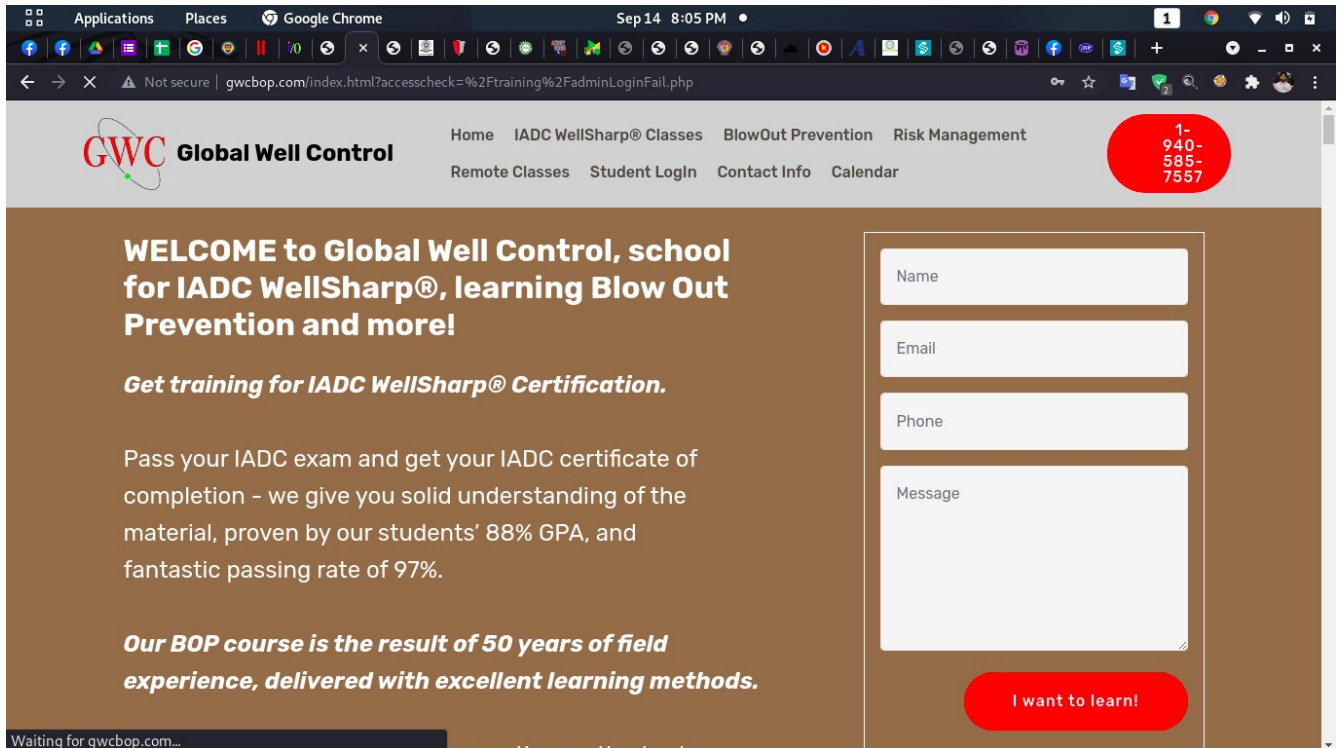 Applications Places Google Chrome Sep 14 8:05 PM 1
Not secure | gwcbop.com/index.html?accesscheck=%2Ftraining%2FadminLoginFail.php
2
GWC Global Well Control
Home IADC WellSharp® Classes BlowOut Prevention Risk Management
Remote Classes Student LogIn Contact Info Calendar
1-
940-
585-
7557
WELCOME to Global Well Control, school
for IADC WellSharp®, learning Blow Out
Prevention and more!
Get training for IADC WellSharp® Certification.
Pass your IADC exam and get your IADC certificate of
completion - we give you solid understanding of the
material, proven by our students’ 88% GPA, and
fantastic passing rate of 97%.
Our BOP course is the result of 50 years of field
experience, delivered with excellent learning methods.
Name
Email
Phone
Message
I want to learn!
Waiting for gwcbop.com...